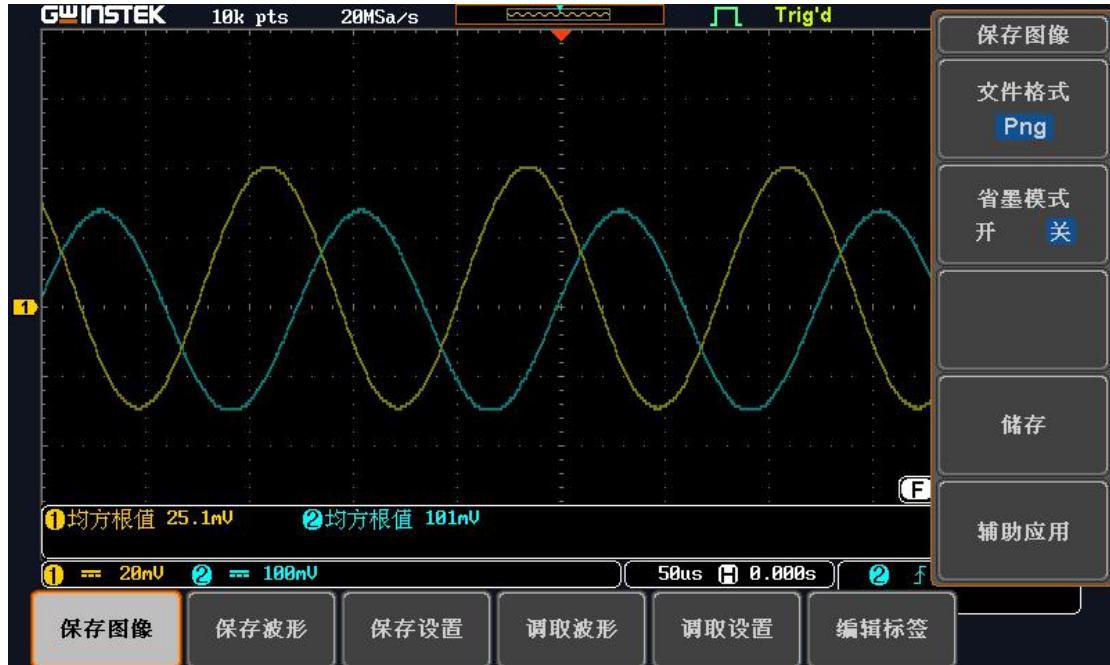 GWINSTEK 10k pts 20MSa/s Trig'd
保存图像
文件格式
Png
省墨模式
开 关
储存
辅助应用
1
F
1均方根值 25.1mV 2均方根值 101mV
1 20mV 2 100mV 50us H 0.000s 2
保存图像 保存波形 保存设置 调取波形 调取设置 编辑标签